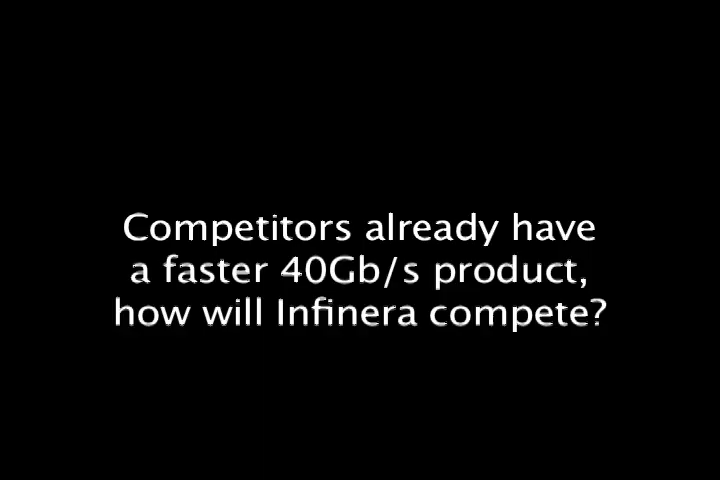 Competitors already have
a faster 40Gb/s product,
how will Infinera compete?